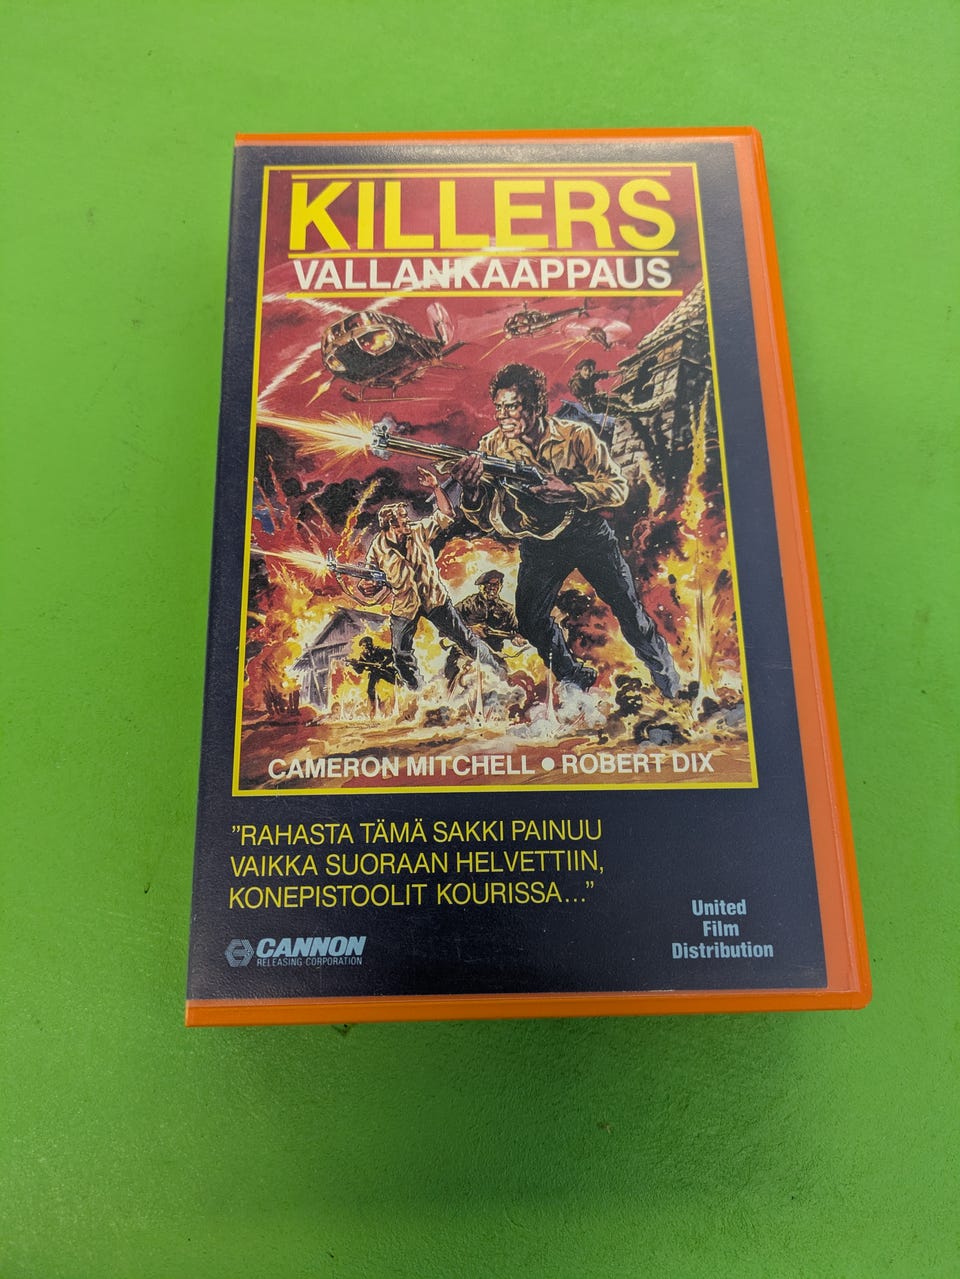 KILLERS
VALLANKAAPPAUS
CAMERON MITCHELL ● ROBERT DIX
”RAHASTA TÄMÄ SAKKI PAINUU
VAIKKA SUORAAN HELVETTIIN,
KONEPISTOOLIT KOURISSA...”
CANNON
RELEASING CORPORATION
United
Film
Distribution